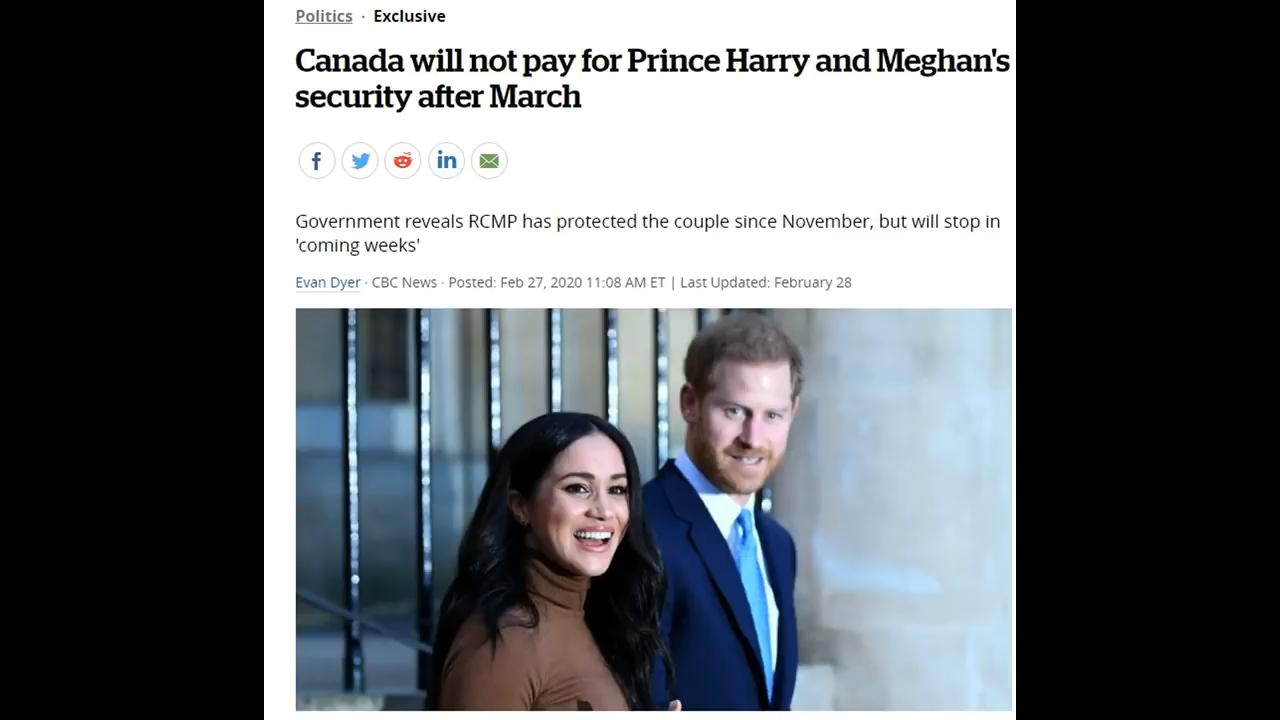 Politics · Exclusive
Canada will not pay for Prince Harry and Meghan's
security after March
Government reveals RCMP has protected the couple since November, but will stop in
'coming weeks'
Evan Dyer · CBC News · Posted: Feb 27, 2020 11:08 AM ET | Last Updated: February 28